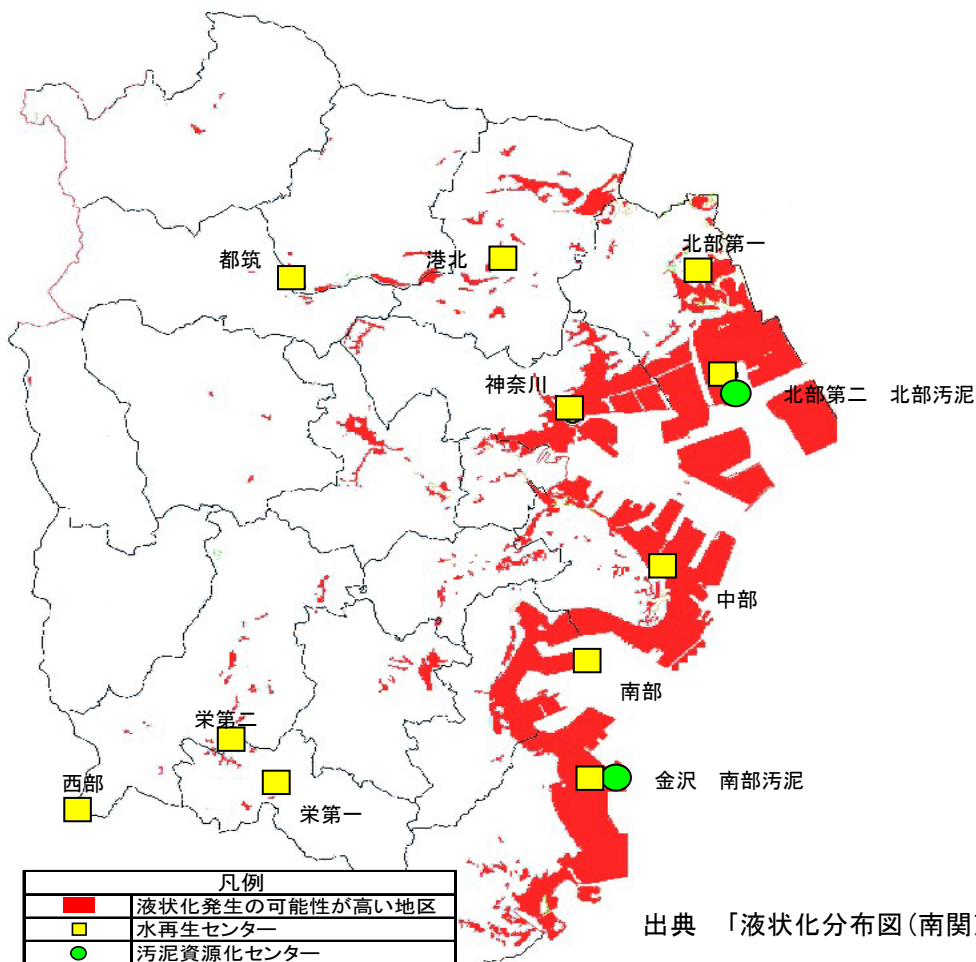 北部第一
都筑
港北
神奈川
北部第二　北部汚泥
中部
南部
栄第二
西部
金沢　南部汚泥
栄第一
凡例
液状化発生の可能性が高い地区
水再生センター
汚泥資源化センター
出典　「液状化分布図(南関